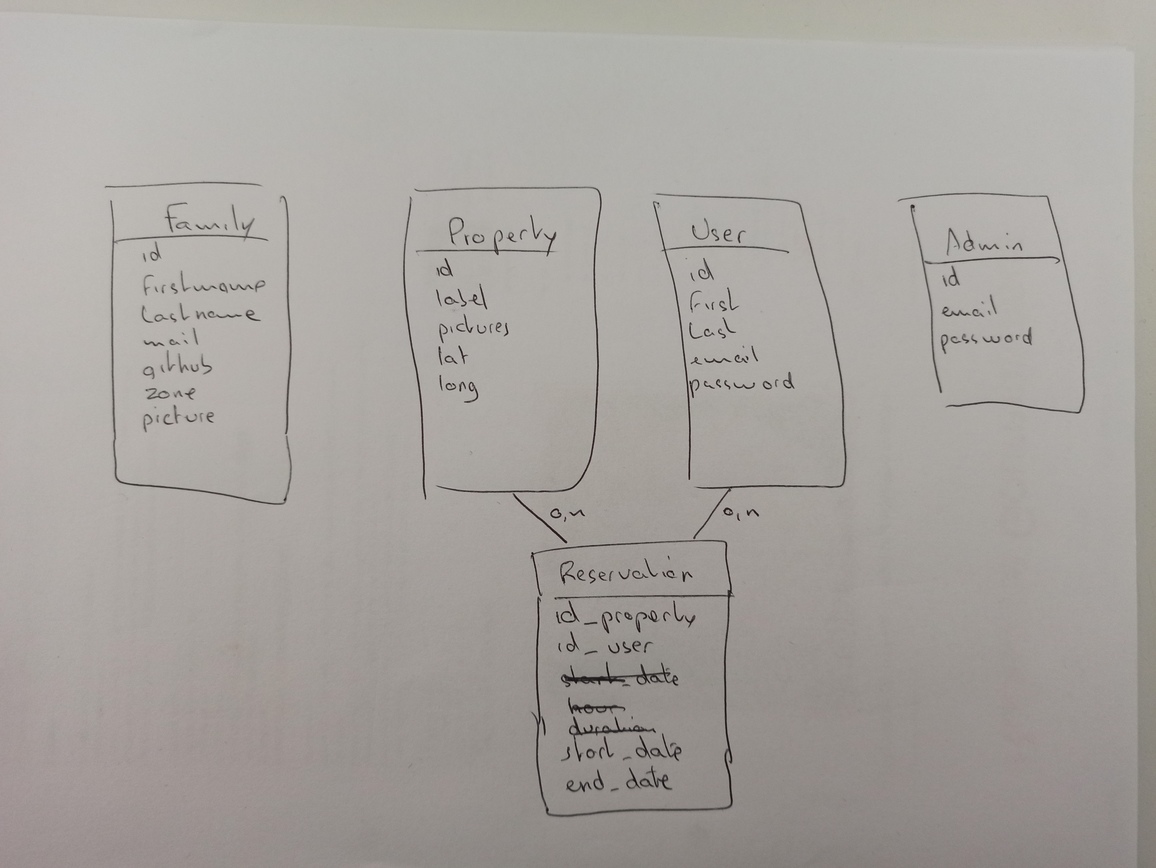 Family
id
firstname
lastname
mail
github
zone
picture
Property
id
label
pictures
lat
long
User
id
first
last
email
password
Admin
id
email
password
0,n
0,n
Reservation
id_property
id_user
start_date
hour
duration
start_date
end_date